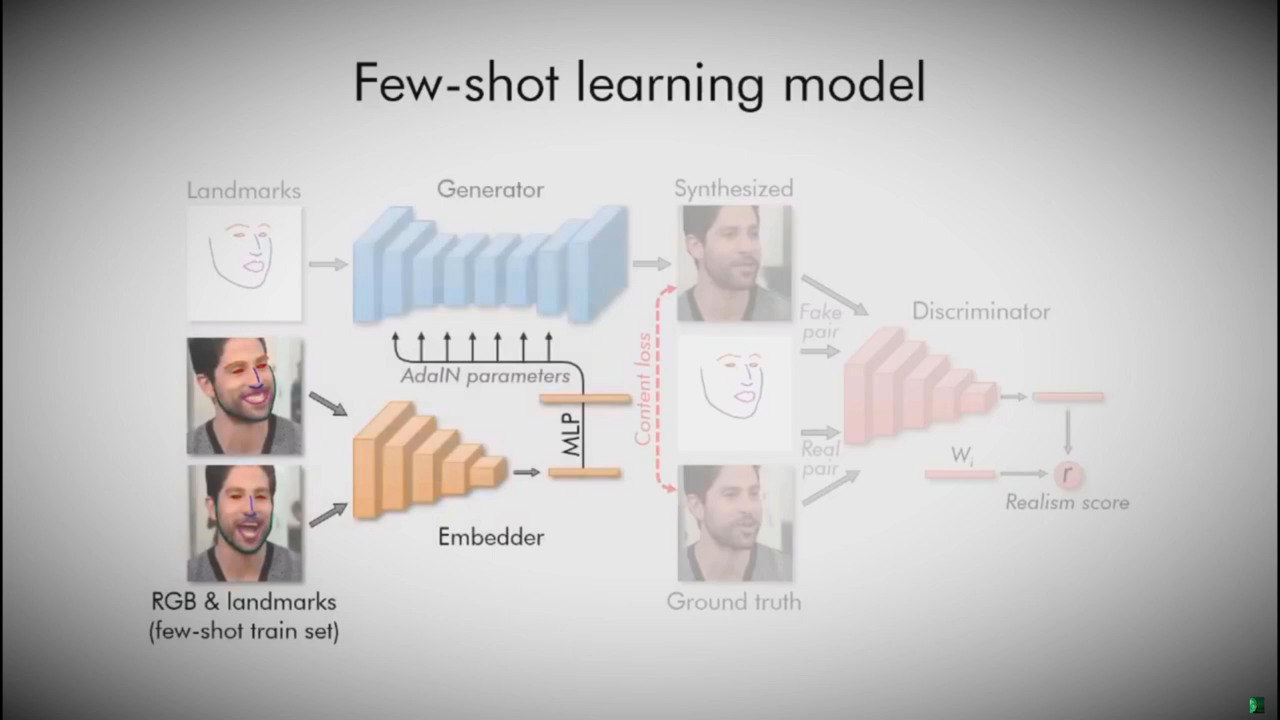 Few-shot learning model
Landmarks
Generator
Synthesized
Fake
pair
Discriminator
AdaIN parameters
Content loss
MLP
Real
pair
W_i
r
Realism score
Embedder
RGB & landmarks
(few-shot train set)
Ground truth